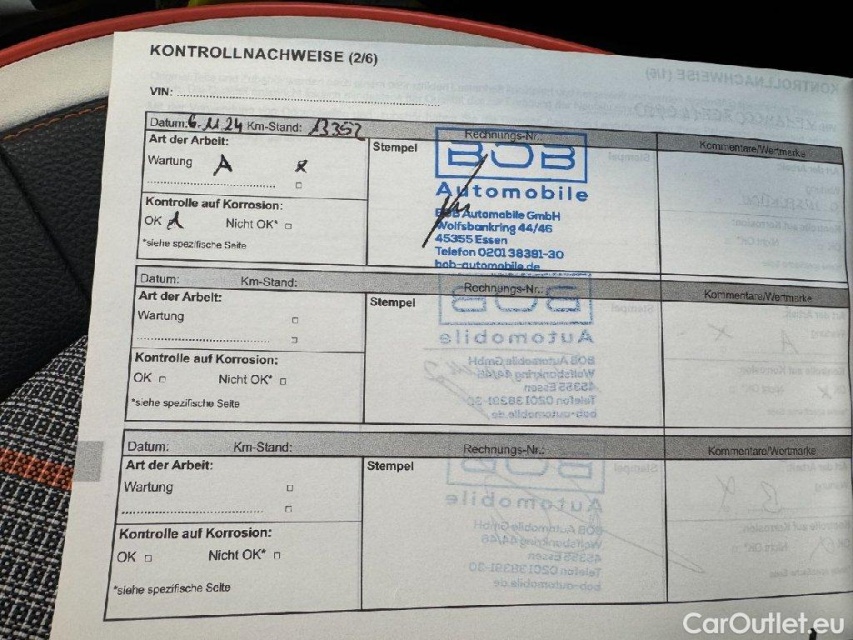 KONTROLLNACHWEISE (2/6)
VIN:
Datum: 6.11.24 Km-Stand: 13352 Rechnungs-Nr.: Kommentare/Wertmarke
Art der Arbeit: Stempel
Wartung A x
Kontrolle auf Korrosion:
OK Nicht OK*
*siehe spezifische Seite
BOB
Automobile
BOB Automobile GmbH
Wolfsbankring 44/46
45355 Essen
Telefon 0201 38391-30
bob-automobile.de
Datum: Km-Stand: Rechnungs-Nr.: Kommentare/Wertmarke
Art der Arbeit: Stempel
Wartung
Kontrolle auf Korrosion:
OK Nicht OK*
*siehe spezifische Seite
Datum: Km-Stand: Rechnungs-Nr.: Kommentare/Wertmarke
Art der Arbeit: Stempel
Wartung
Kontrolle auf Korrosion:
OK Nicht OK*
*siehe spezifische Seite
CarOutlet.eu